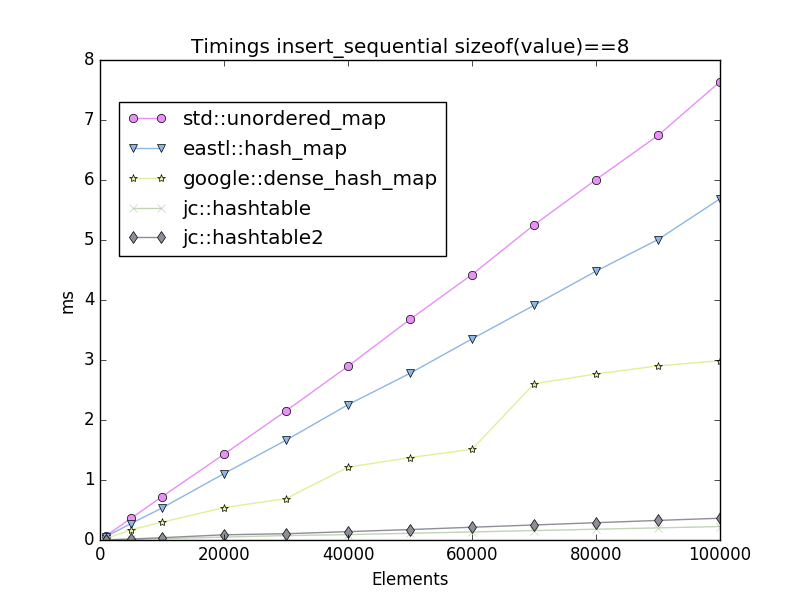 Timings insert_sequential sizeof(value)==8
8
7
6
5
4
3
2
1
0
ms
std::unordered_map
eastl::hash_map
google::dense_hash_map
jc::hashtable
jc::hashtable2
0 20000 40000 60000 80000 100000
Elements